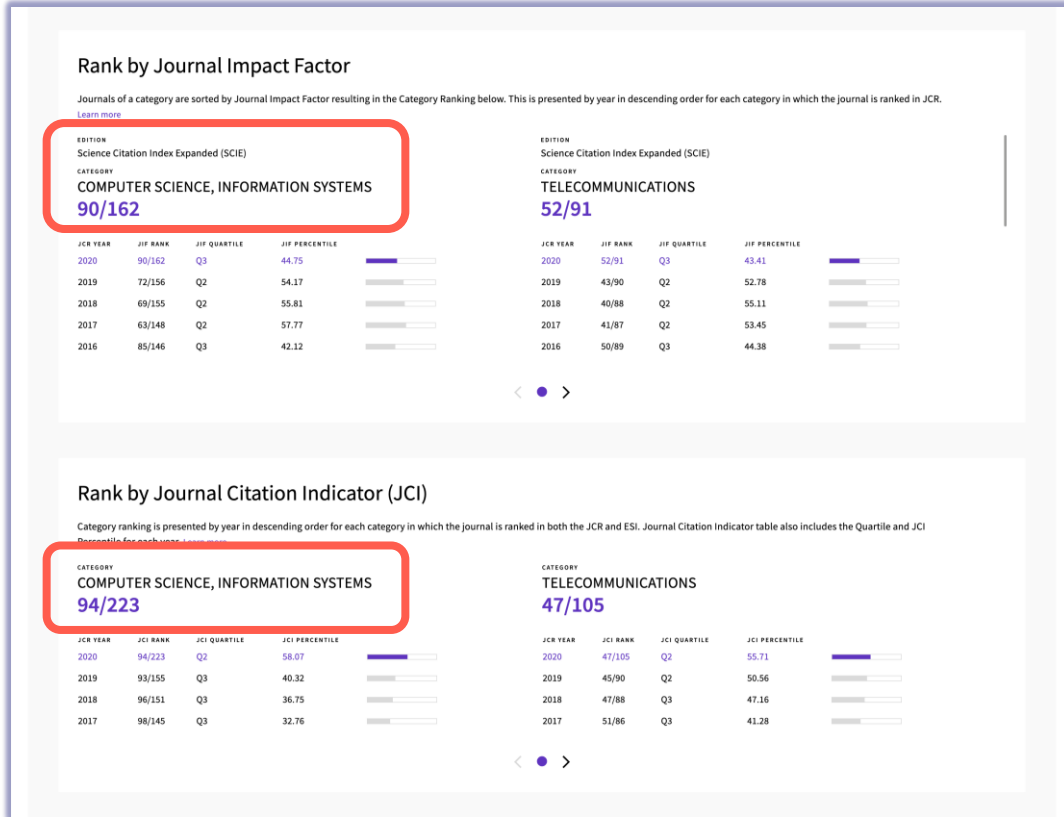 Rank by Journal Impact Factor
Journals of a category are sorted by Journal Impact Factor resulting in the Category Ranking below. This is presented by year in descending order for each category in which the journal is ranked in JCR.
Learn more
EDITION
Science Citation Index Expanded (SCIE)
CATEGORY
COMPUTER SCIENCE, INFORMATION SYSTEMS
90/162
JCR YEAR JIF RANK JIF QUARTILE JIF PERCENTILE
2020 90/162 Q3 44.75
2019 72/156 Q2 54.17
2018 69/155 Q2 55.81
2017 63/148 Q2 57.77
2016 85/146 Q3 42.12
EDITION
Science Citation Index Expanded (SCIE)
CATEGORY
TELECOMMUNICATIONS
52/91
JCR YEAR JIF RANK JIF QUARTILE JIF PERCENTILE
2020 52/91 Q3 43.41
2019 43/90 Q2 52.78
2018 40/88 Q2 55.11
2017 41/87 Q2 53.45
2016 50/89 Q3 44.38
Rank by Journal Citation Indicator (JCI)
Category ranking is presented by year in descending order for each category in which the journal is ranked in both the JCR and ESI. Journal Citation Indicator table also includes the Quartile and JCI
Percentile for each year. Learn more
CATEGORY
COMPUTER SCIENCE, INFORMATION SYSTEMS
94/223
JCR YEAR JCI RANK JCI QUARTILE JCI PERCENTILE
2020 94/223 Q2 58.07
2019 93/155 Q3 40.32
2018 96/151 Q3 36.75
2017 98/145 Q3 32.76
CATEGORY
TELECOMMUNICATIONS
47/105
JCR YEAR JCI RANK JCI QUARTILE JCI PERCENTILE
2020 47/105 Q2 55.71
2019 45/90 Q2 50.56
2018 47/88 Q3 47.16
2017 51/86 Q3 41.28